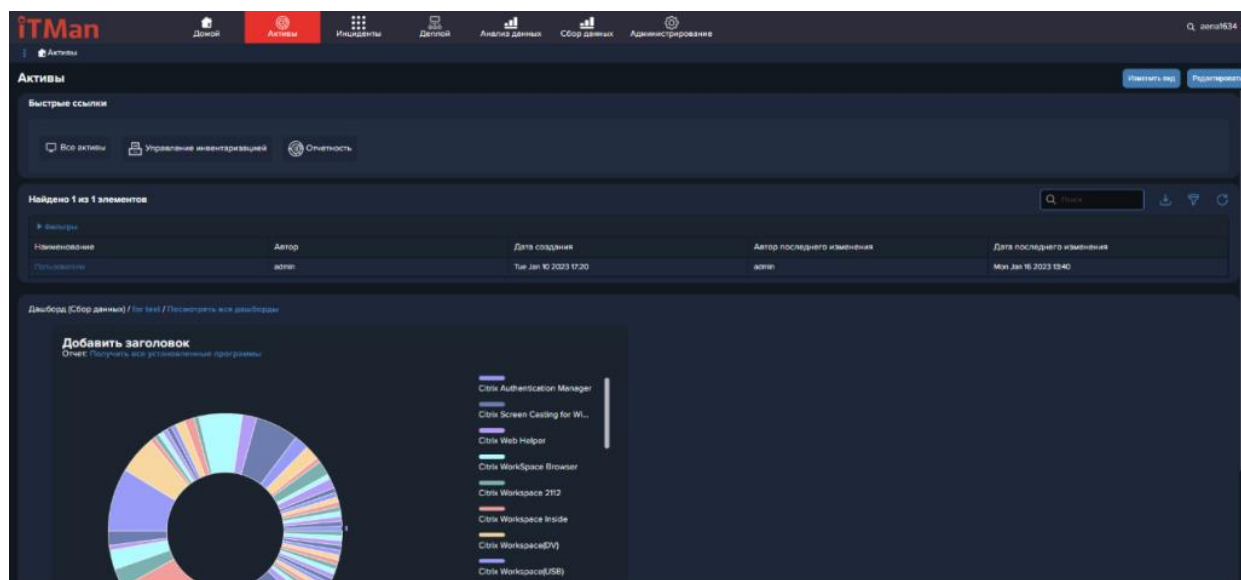 iTMan
Домой
Активы
Инциденты
Деплой
Анализ данных
Сбор данных
Администрирование
aena1634
Активы
Активы
Изменить вид
Редактировать
Быстрые ссылки
Все активы
Управление инвентаризацией
Отчетность
Найдено 1 из 1 элементов
Поиск
Фильтры
Наименование Автор Дата создания Автор последнего изменения Дата последнего изменения
Пользователи admin Tue Jan 10 2023 17:20 admin Mon Jan 16 2023 13:40
Дашборд (Сбор данных) / for test / Посмотреть все дашборды
Добавить заголовок
Отчет: Получить все установленные программы
Citrix Authentication Manager
Citrix Screen Casting for Wi...
Citrix Web Helper
Citrix WorkSpace Browser
Citrix Workspace 2112
Citrix Workspace Inside
Citrix Workspace(DV)
Citrix Workspace(USB)